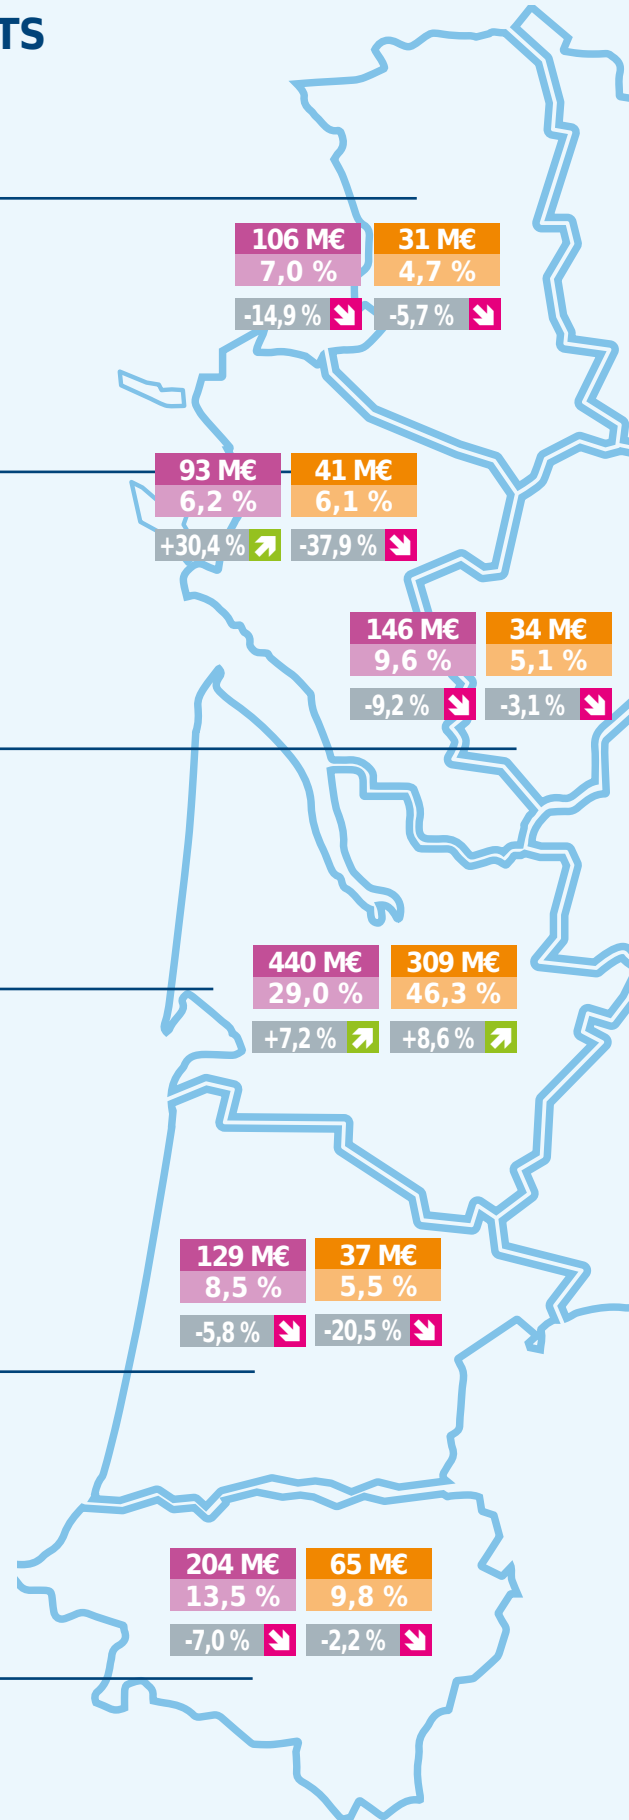 TS
106 M€ 31 M€
7,0 % 4,7 %
-14,9 % -5,7 %
93 M€ 41 M€
6,2 % 6,1 %
+30,4 % -37,9 %
146 M€ 34 M€
9,6 % 5,1 %
-9,2 % -3,1 %
440 M€ 309 M€
29,0 % 46,3 %
+7,2 % +8,6 %
129 M€ 37 M€
8,5 % 5,5 %
-5,8 % -20,5 %
204 M€ 65 M€
13,5 % 9,8 %
-7,0 % -2,2 %